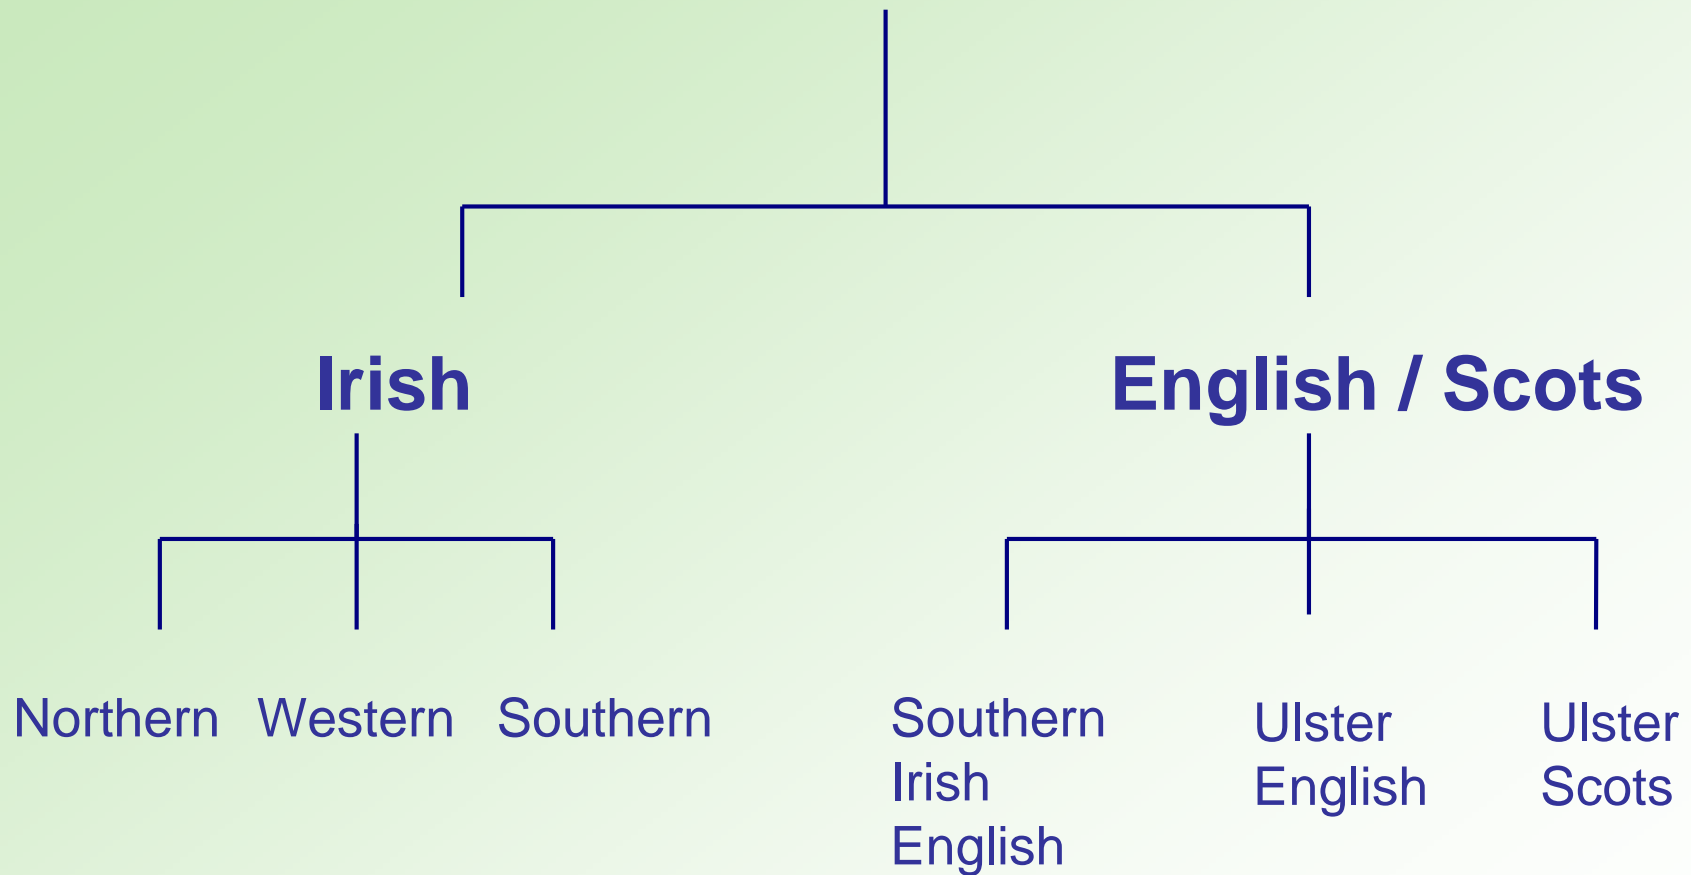 Irish
English / Scots
Northern
Western
Southern
Southern
Irish
English
Ulster
English
Ulster
Scots